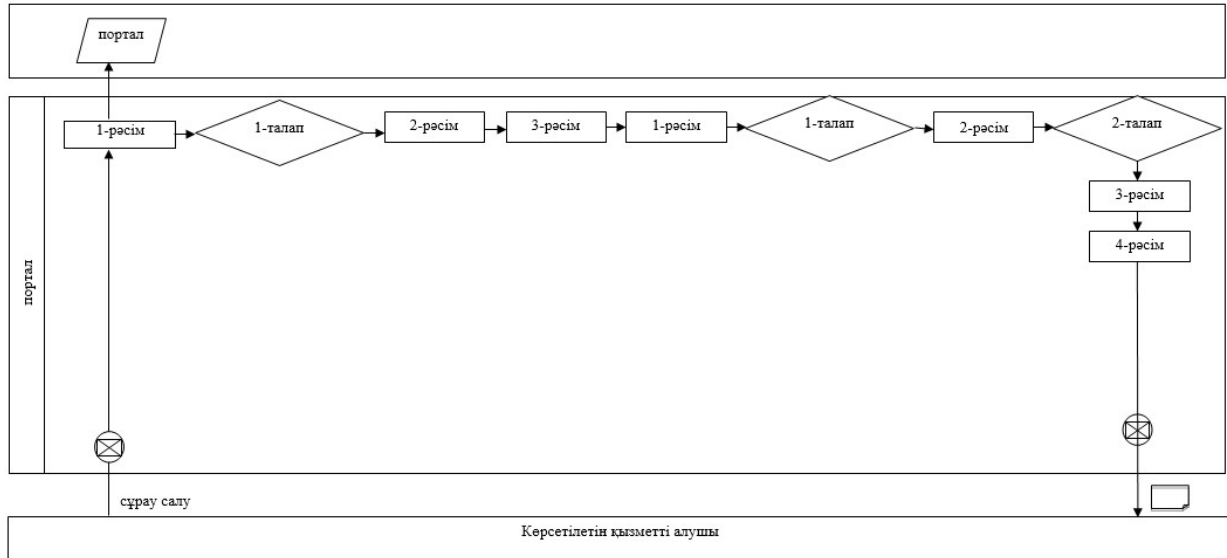 портал
1-рәсім
1-талап
2-рәсім
3-рәсім
1-рәсім
1-талап
2-рәсім
2-талап
3-рәсім
4-рәсім
портал
сұрау салу
Көрсетілетін қызметті алушы